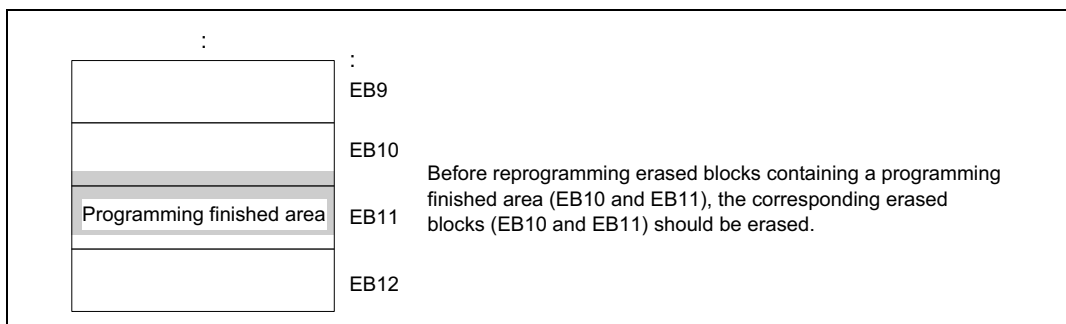 :
:
EB9
EB10
Before reprogramming erased blocks containing a programming
finished area (EB10 and EB11), the corresponding erased
blocks (EB10 and EB11) should be erased.
Programming finished area
EB11
EB12